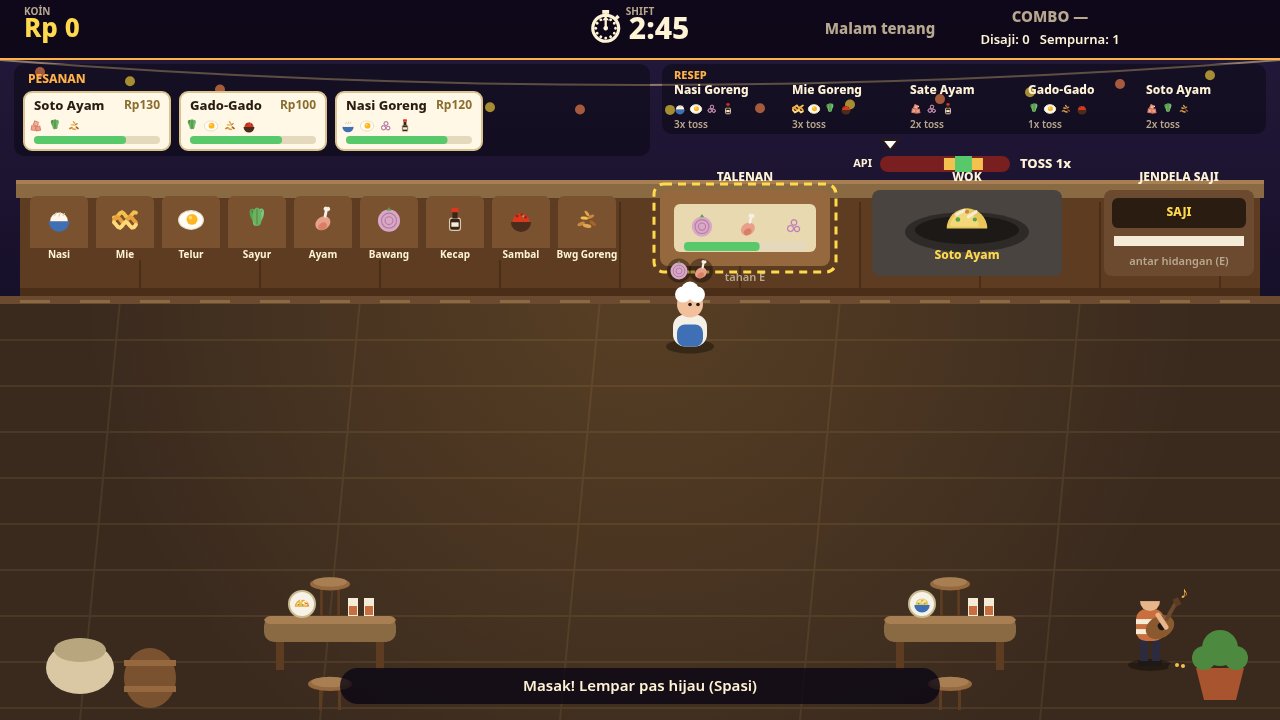 KOİN
Rp 0
SHIFT
2:45
Malam tenang
COMBO —
Disaji: 0 Sempurna: 1
PESANAN
Soto Ayam Rp130
Gado-Gado Rp100
Nasi Goreng Rp120
RESEP
Nasi Goreng
3x toss
Mie Goreng
3x toss
Sate Ayam
2x toss
Gado-Gado
1x toss
Soto Ayam
2x toss
API
TOSS 1x
TALENAN
WOK
JENDELA SAJI
SAJI
Nasi
Mie
Telur
Sayur
Ayam
Bawang
Kecap
Sambal
Bwg Goreng
Soto Ayam
antar hidangan (E)
tahan E
Masak! Lempar pas hijau (Spasi)